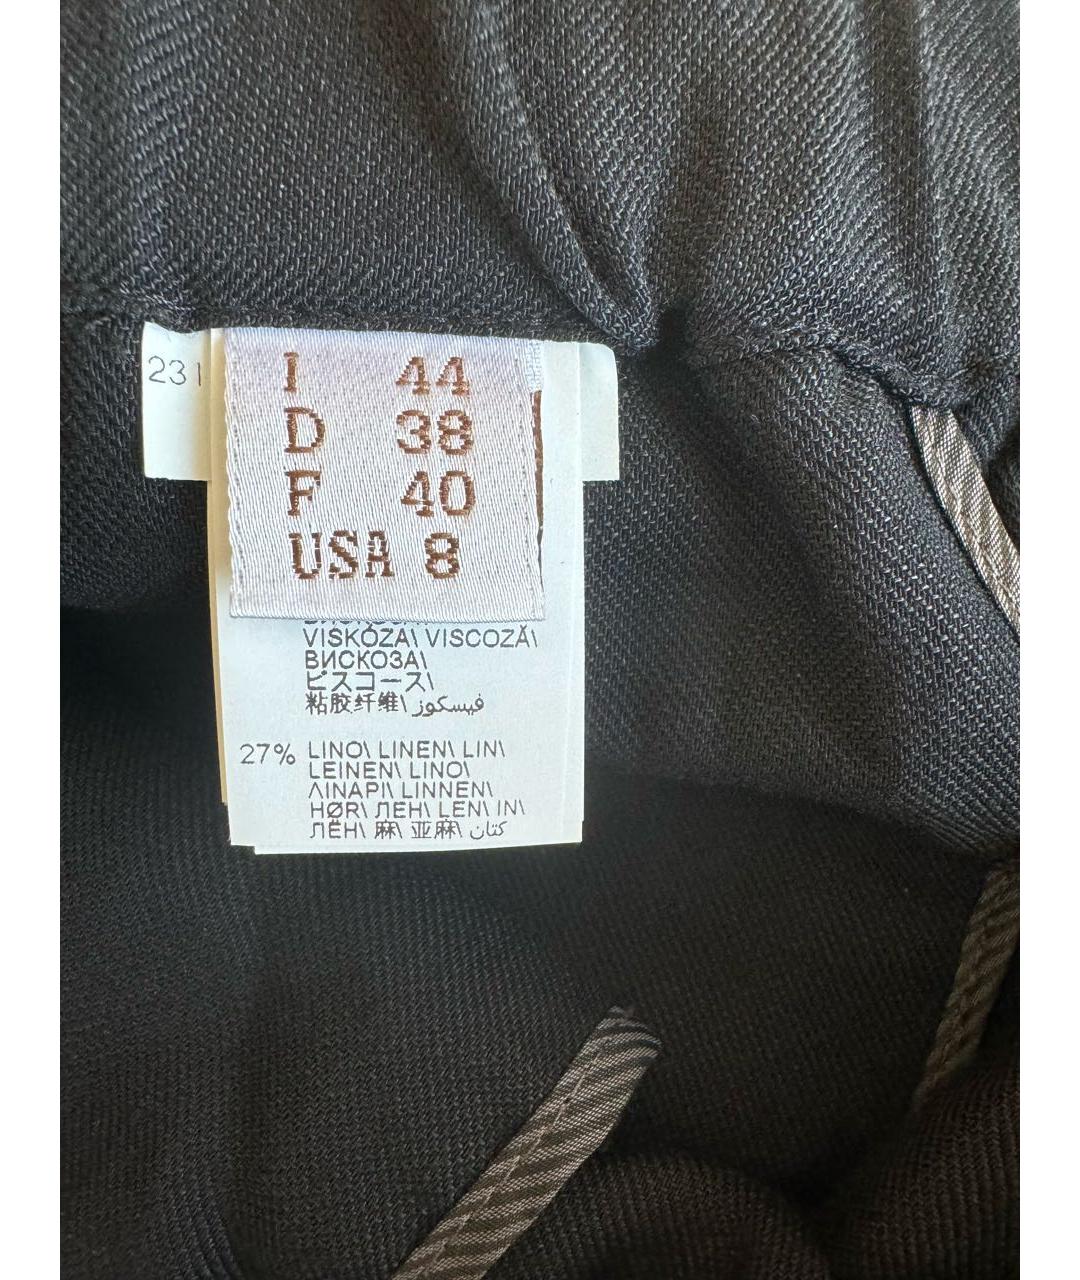 23 I
I 44
D 38
F 40
USA 8
VISKÓZA\ VISCOZĂ\
ВИСКОЗА\
ビスコース\
粘胶纤维\ فيسكوز
27% LINO\ LINEN\ LIN\
LEINEN\ LINO\
ΛΙΝΑΡΙ\ LINNEN\
HØR\ ЛЕН\ LEN\ IN\
ЛЁН\ 麻\ 亚麻\ كتان